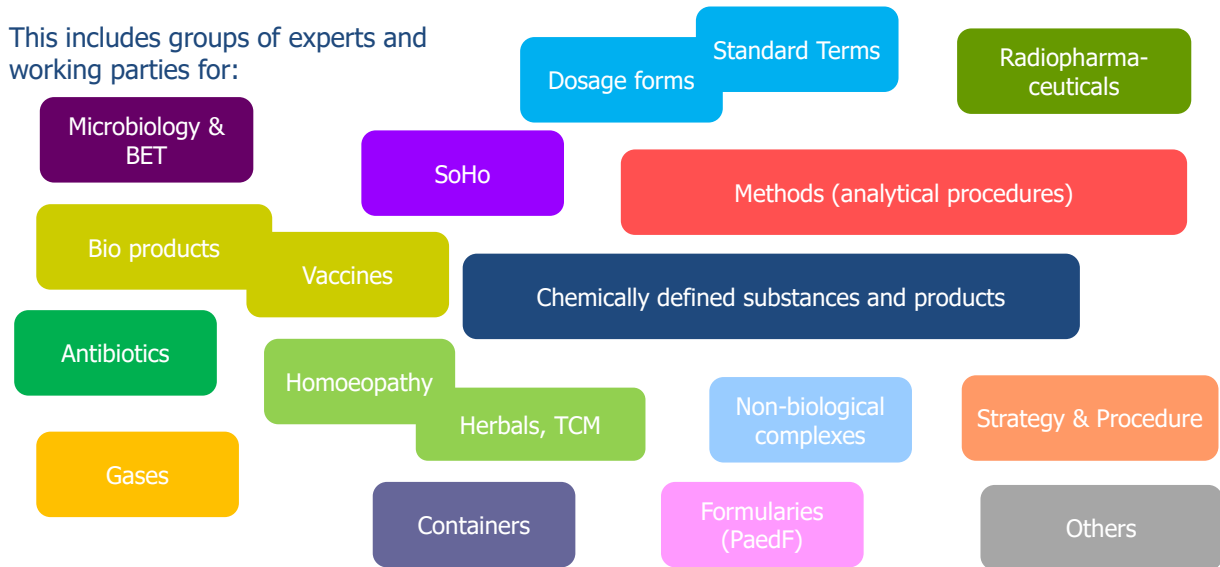 This includes groups of experts and
working parties for:
Standard Terms
Dosage forms
Radiopharma-
ceuticals
Microbiology &
BET
SoHo
Methods (analytical procedures)
Bio products
Vaccines
Chemically defined substances and products
Antibiotics
Homoeopathy
Herbals, TCM
Non-biological
complexes
Strategy & Procedure
Gases
Containers
Formularies
(PaedF)
Others